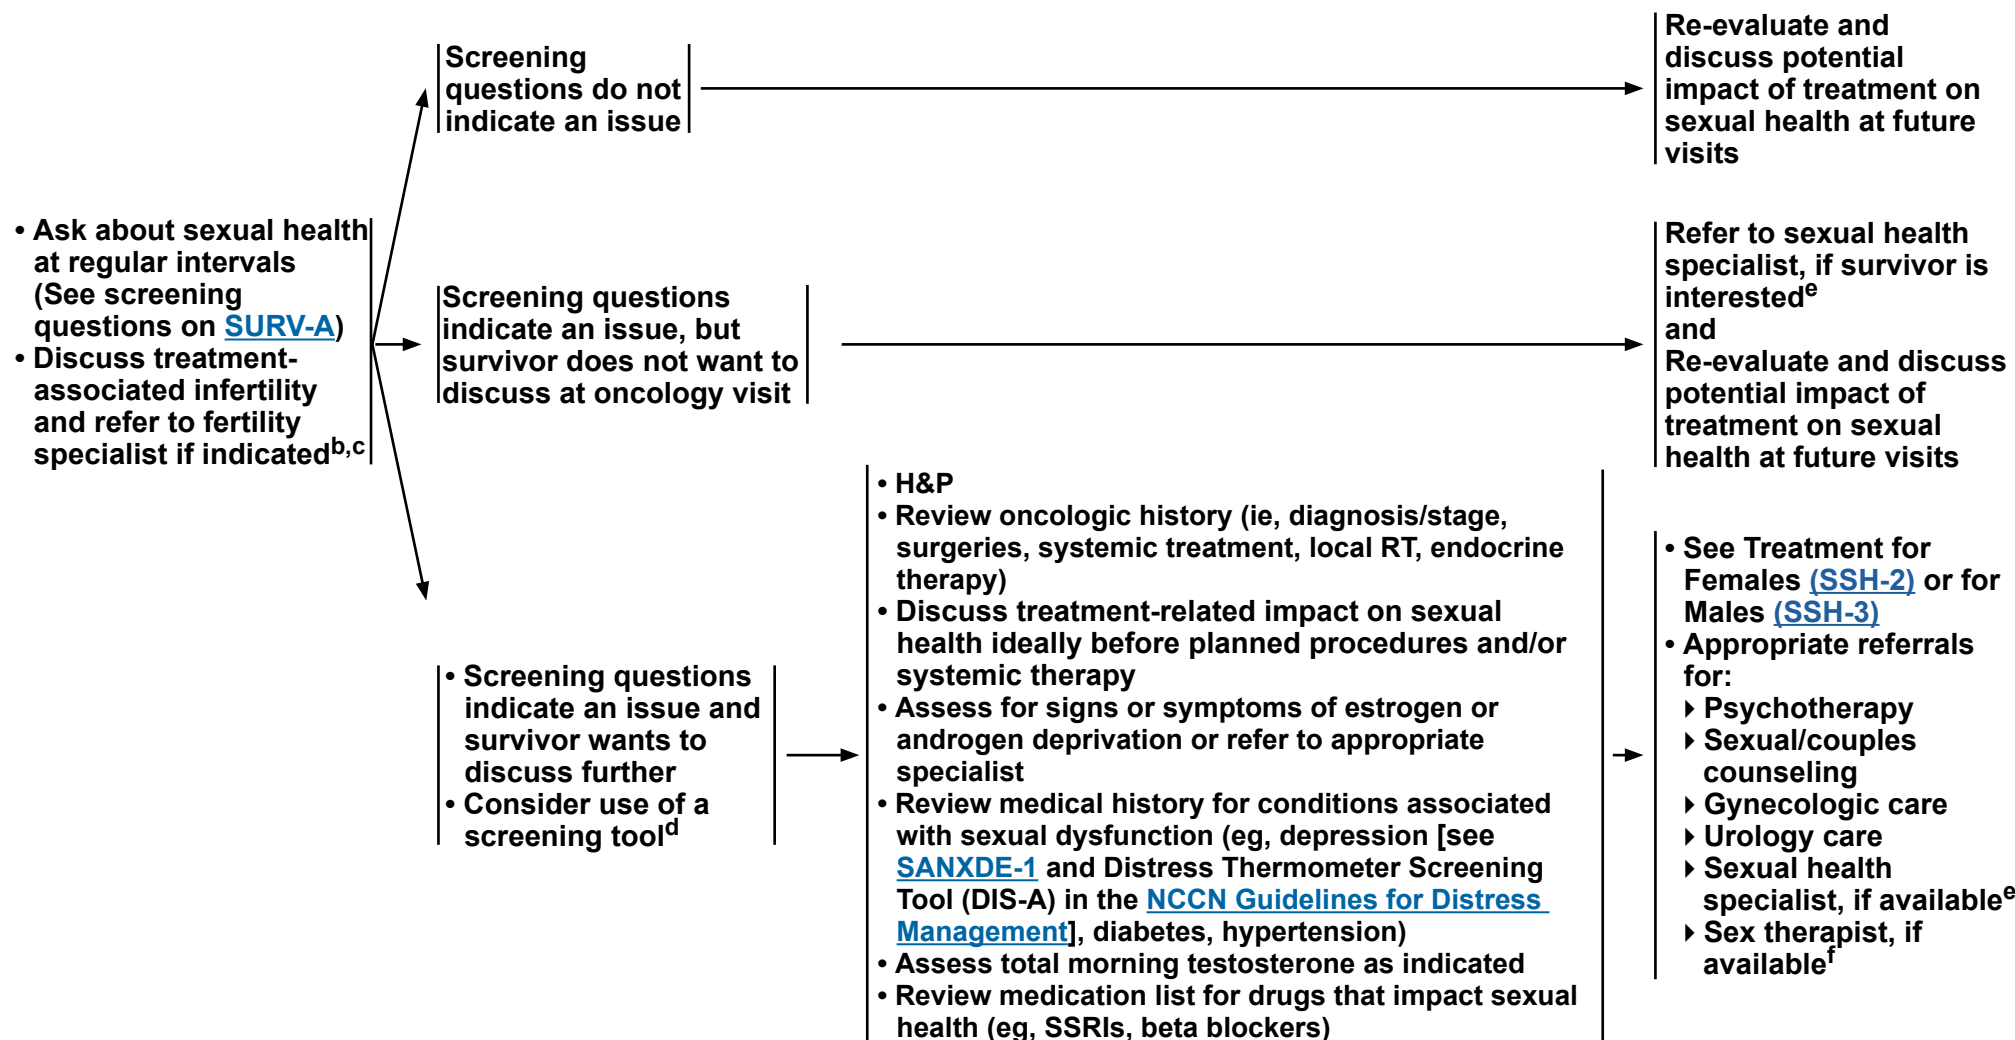 • Ask about sexual health
at regular intervals
(See screening
questions on SURV-A)
• Discuss treatment-
associated infertility
and refer to fertility
specialist if indicatedb,c
Screening
questions do not
indicate an issue
Re-evaluate and
discuss potential
impact of treatment on
sexual health at future
visits
Screening questions
indicate an issue, but
survivor does not want to
discuss at oncology visit
Refer to sexual health
specialist, if survivor is
interestede
and
Re-evaluate and discuss
potential impact of
treatment on sexual
health at future visits
• Screening questions
indicate an issue and
survivor wants to
discuss further
• Consider use of a
screening toold
• H&P
• Review oncologic history (ie, diagnosis/stage,
surgeries, systemic treatment, local RT, endocrine
therapy)
• Discuss treatment-related impact on sexual
health ideally before planned procedures and/or
systemic therapy
• Assess for signs or symptoms of estrogen or
androgen deprivation or refer to appropriate
specialist
• Review medical history for conditions associated
with sexual dysfunction (eg, depression [see
SANXDE-1 and Distress Thermometer Screening
Tool (DIS-A) in the NCCN Guidelines for Distress
Management], diabetes, hypertension)
• Assess total morning testosterone as indicated
• Review medication list for drugs that impact sexual
health (eg, SSRIs, beta blockers)
• See Treatment for
Females (SSH-2) or for
Males (SSH-3)
• Appropriate referrals
for:
▸ Psychotherapy
▸ Sexual/couples
counseling
▸ Gynecologic care
▸ Urology care
▸ Sexual health
specialist, if availablee
▸ Sex therapist, if
availablef